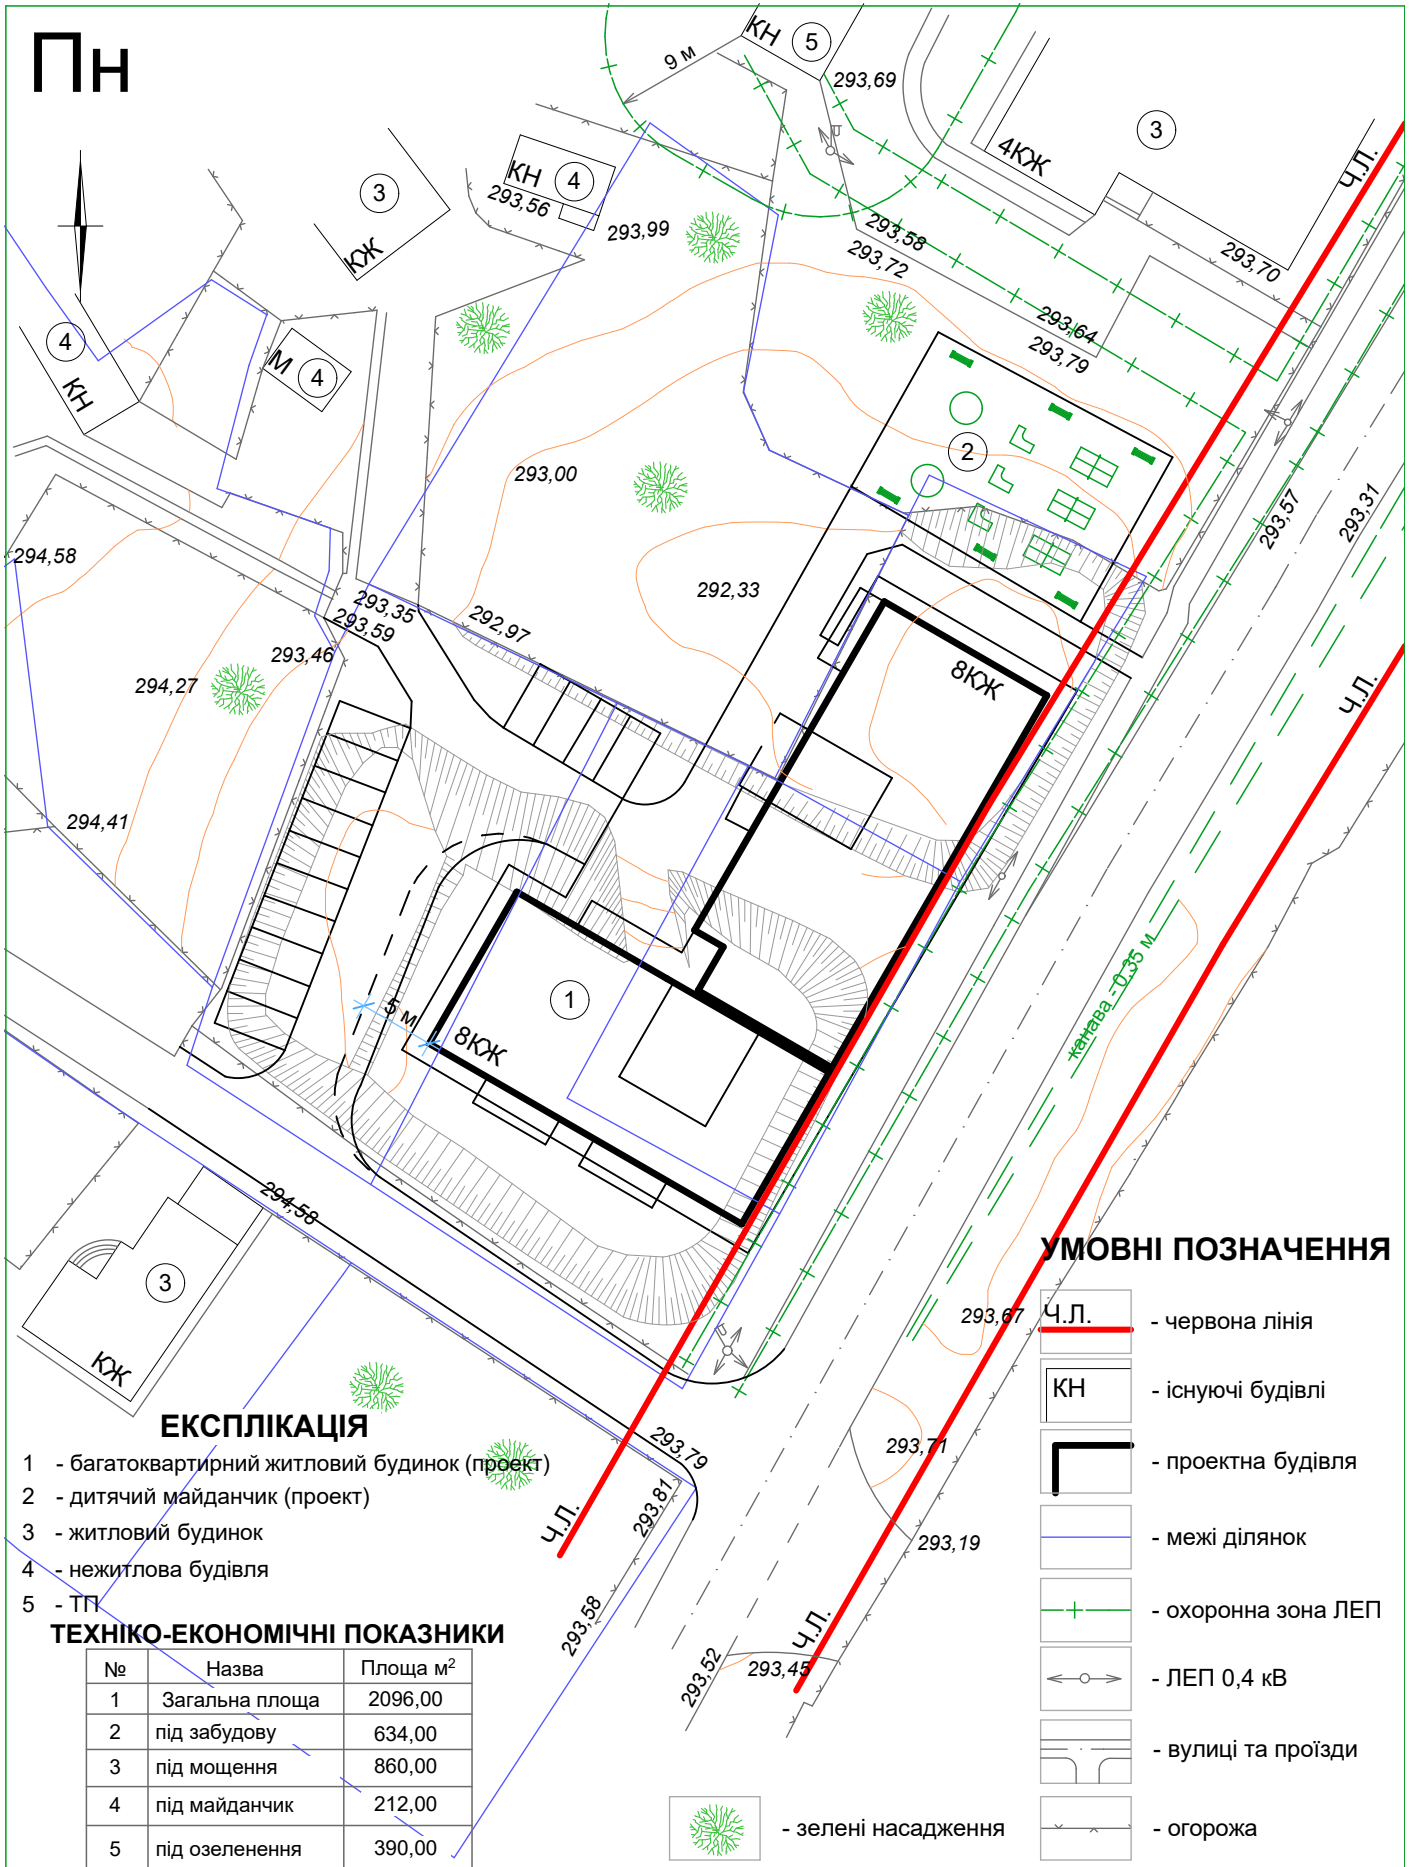 Пн
КН 5
9 м
293,69
3
4КЖ
Ч.Л.
3
КЖ
КН 4
293,56
293,99
293,58
293,72
293,70
293,64
293,79
4
КН
М 4
2
293,00
293,57
293,31
294,58
293,35
293,59
292,97
292,33
293,46
294,27
8КЖ
Ч.Л.
294,41
1
5 м
8КЖ
канава - 0,35 м
294,58
3
КЖ
293,67
293,71
293,79
293,81
Ч.Л.
293,19
293,58
Ч.Л.
293,52
293,45
УМОВНІ ПОЗНАЧЕННЯ
Ч.Л. - червона лінія
КН - існуючі будівлі
- проектна будівля
- межі ділянок
- охоронна зона ЛЕП
- ЛЕП 0,4 кВ
- вулиці та проїзди
- огорожа
- зелені насадження
ЕКСПЛІКАЦІЯ
1 - багатоквартирний житловий будинок (проект)
2 - дитячий майданчик (проект)
3 - житловий будинок
4 - нежитлова будівля
5 - ТП
ТЕХНІКО-ЕКОНОМІЧНІ ПОКАЗНИКИ
№ Назва Площа м²
1 Загальна площа 2096,00
2 під забудову 634,00
3 під мощення 860,00
4 під майданчик 212,00
5 під озеленення 390,00